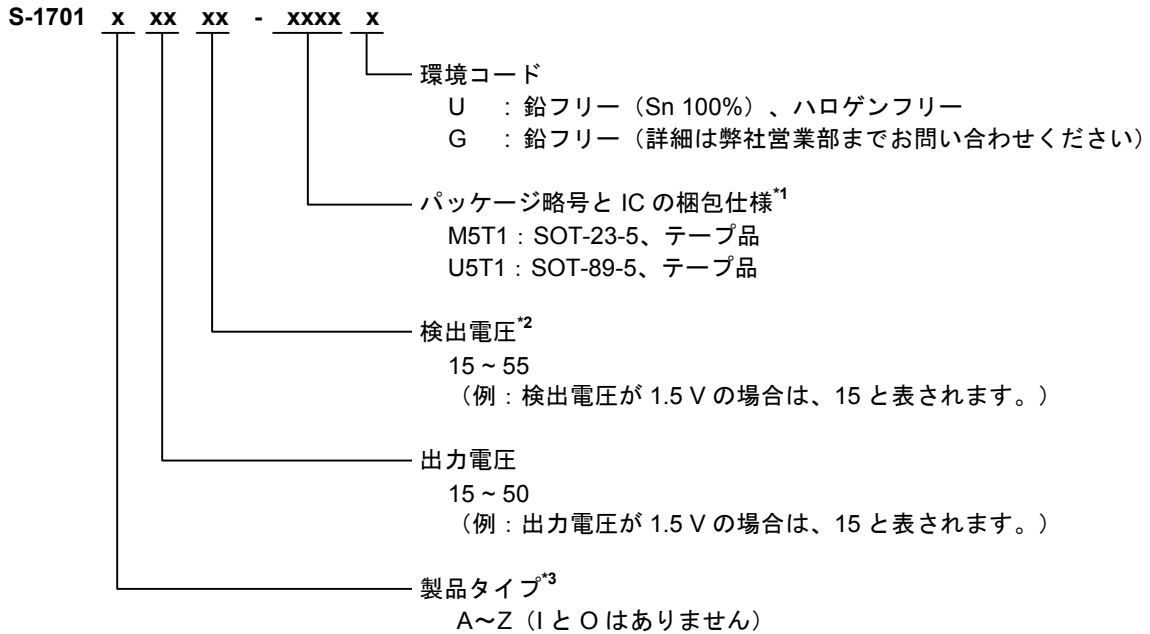 S-1701 x xx xx - xxxx x
環境コード
U : 鉛フリー（Sn 100%）、ハロゲンフリー
G : 鉛フリー（詳細は弊社営業部までお問い合わせください）
パッケージ略号と IC の梱包仕様*1
M5T1：SOT-23-5、テープ品
U5T1：SOT-89-5、テープ品
検出電圧*2
15 ~ 55
（例：検出電圧が 1.5 V の場合は、15 と表されます。）
出力電圧
15 ~ 50
（例：出力電圧が 1.5 V の場合は、15 と表されます。）
製品タイプ*3
A～Z（I と O はありません）